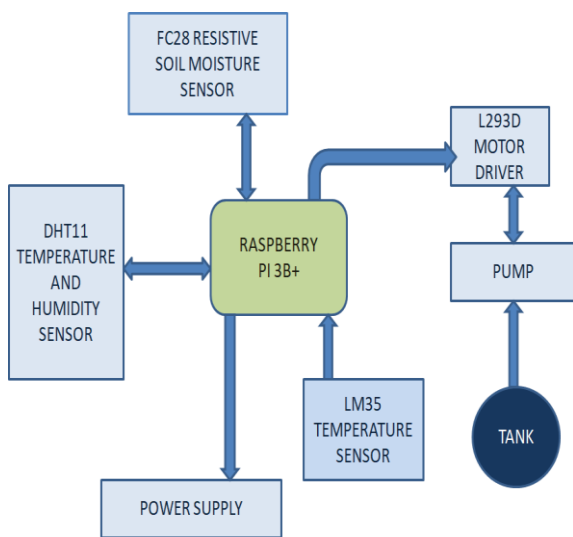 FC28 RESISTIVE
SOIL MOISTURE
SENSOR
L293D
MOTOR
DRIVER
DHT11
TEMPERATURE
AND
HUMIDITY
SENSOR
RASPBERRY
PI 3B+
PUMP
LM35
TEMPERATURE
SENSOR
TANK
POWER SUPPLY